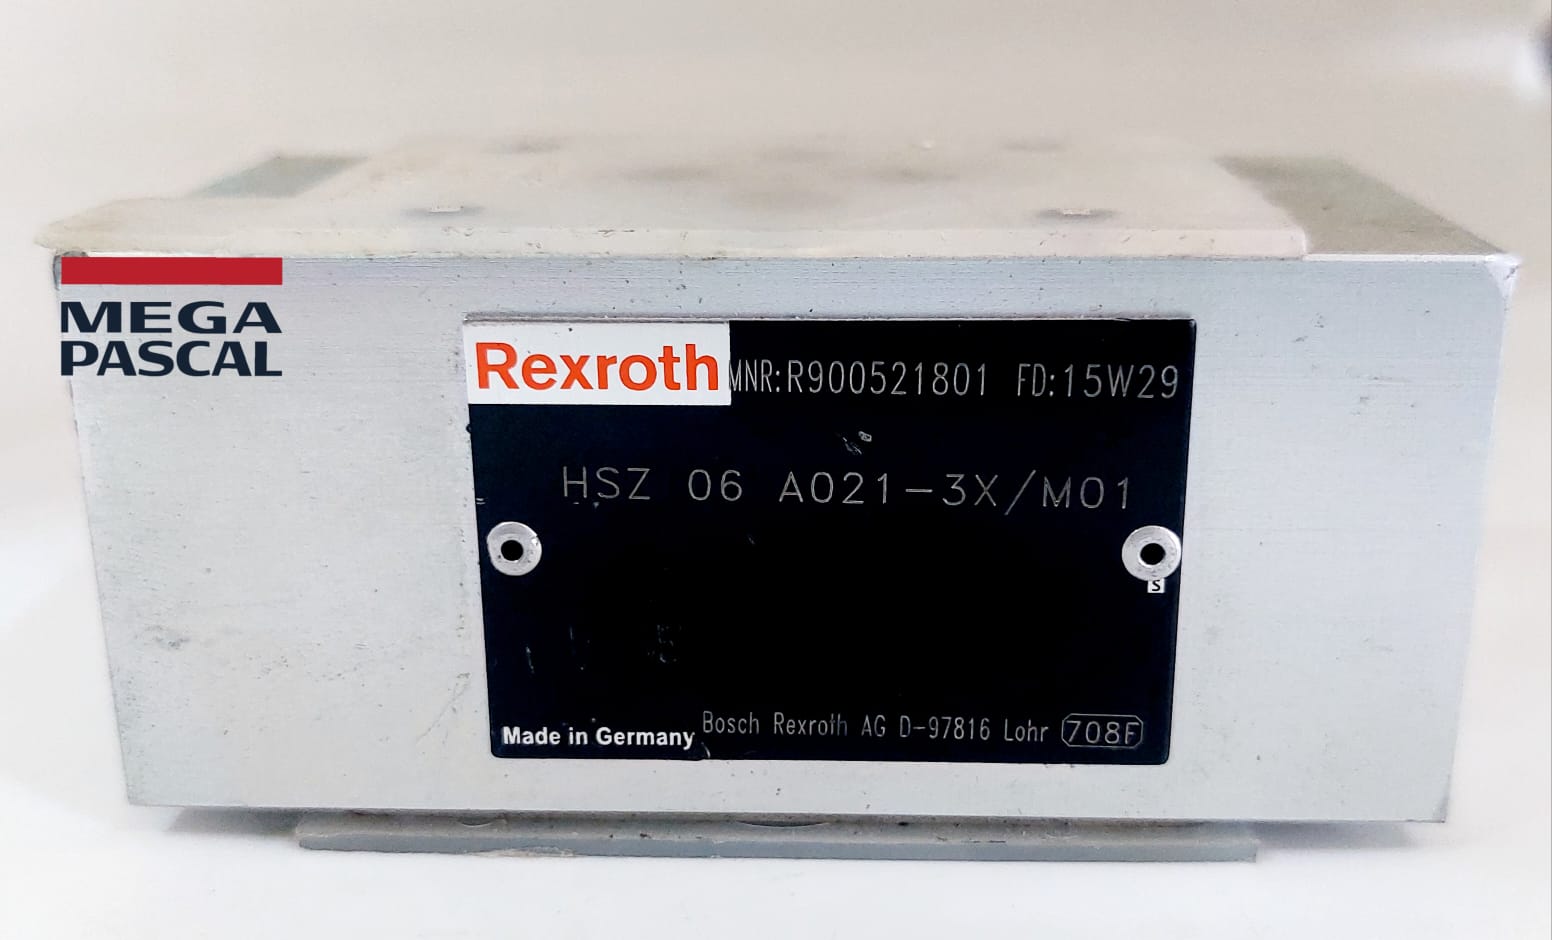 MEGA
PASCAL
Rexroth MNR:R900521801 FD:15W29
HSZ 06 A021-3X/M01
S
Made in Germany Bosch Rexroth AG D-97816 Lohr 708F